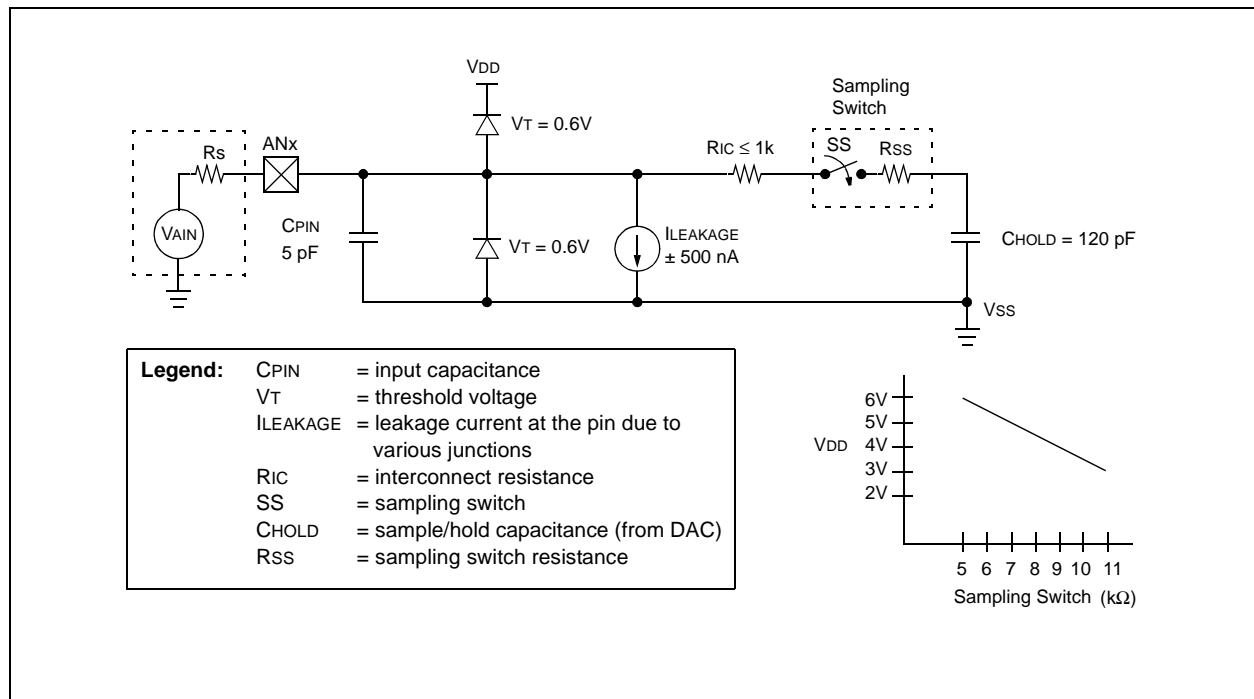 VDD
Sampling
Switch
VT = 0.6V
RS
ANx
RIC ≤ 1k
SS
RSS
VAIN
CPIN
5 pF
VT = 0.6V
ILEAKAGE
± 500 nA
CHOLD = 120 pF
VSS
Legend: CPIN = input capacitance
VT = threshold voltage
ILEAKAGE = leakage current at the pin due to
various junctions
RIC = interconnect resistance
SS = sampling switch
CHOLD = sample/hold capacitance (from DAC)
RSS = sampling switch resistance
6V
5V
VDD 4V
3V
2V
5 6 7 8 9 10 11
Sampling Switch (kΩ)